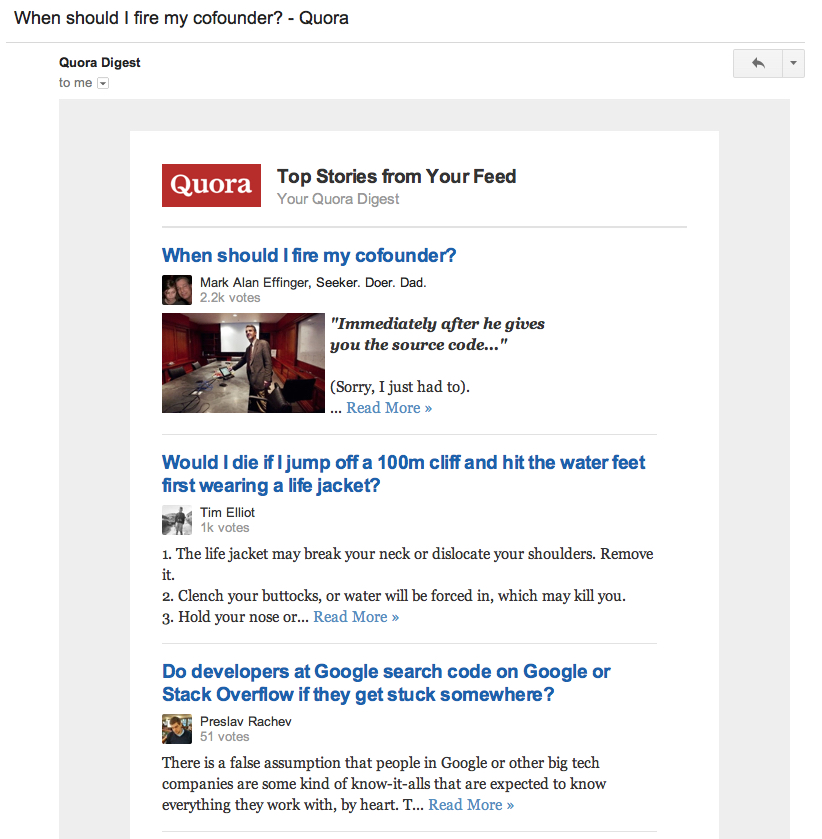 When should I fire my cofounder? - Quora
Quora Digest
to me
Quora
Top Stories from Your Feed
Your Quora Digest
When should I fire my cofounder?
Mark Alan Effinger, Seeker. Doer. Dad.
2.2k votes
"Immediately after he gives
you the source code..."
(Sorry, I just had to).
... Read More »
Would I die if I jump off a 100m cliff and hit the water feet
first wearing a life jacket?
Tim Elliot
1k votes
1. The life jacket may break your neck or dislocate your shoulders. Remove
it.
2. Clench your buttocks, or water will be forced in, which may kill you.
3. Hold your nose or... Read More »
Do developers at Google search code on Google or
Stack Overflow if they get stuck somewhere?
Preslav Rachev
51 votes
There is a false assumption that people in Google or other big tech
companies are some kind of know-it-alls that are expected to know
everything they work with, by heart. T... Read More »